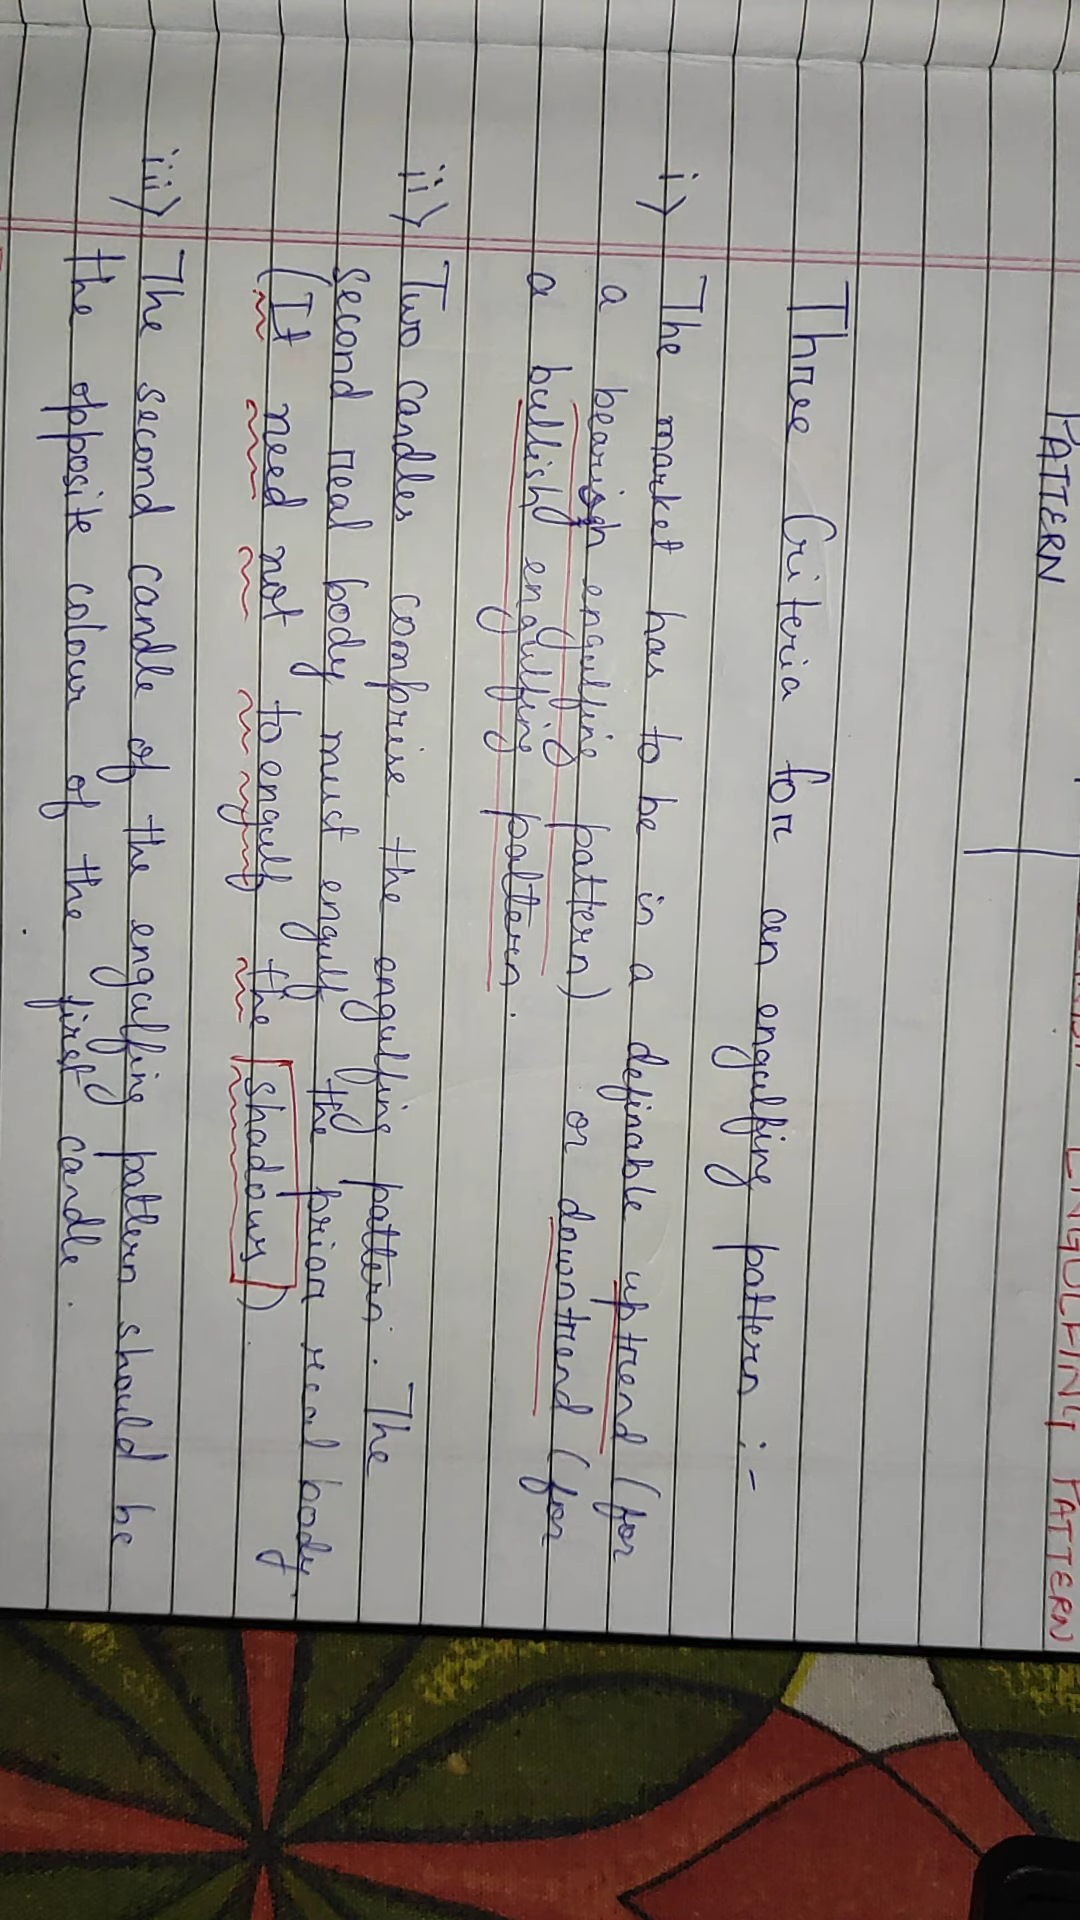 PATTERN
ENGULFING PATTERN
Three Criteria for an engulfing pattern :-
i) The market has to be in a definable uptrend (for
a bearish engulfing pattern) or downtrend (for
a bullish engulfing pattern.
ii) Two candles comprise the engulfing pattern. The
second real body must engulf the prior real body.
(It need not to engulf the shadows).
iii) The second candle of the engulfing pattern should be
the opposite colour of the first candle.